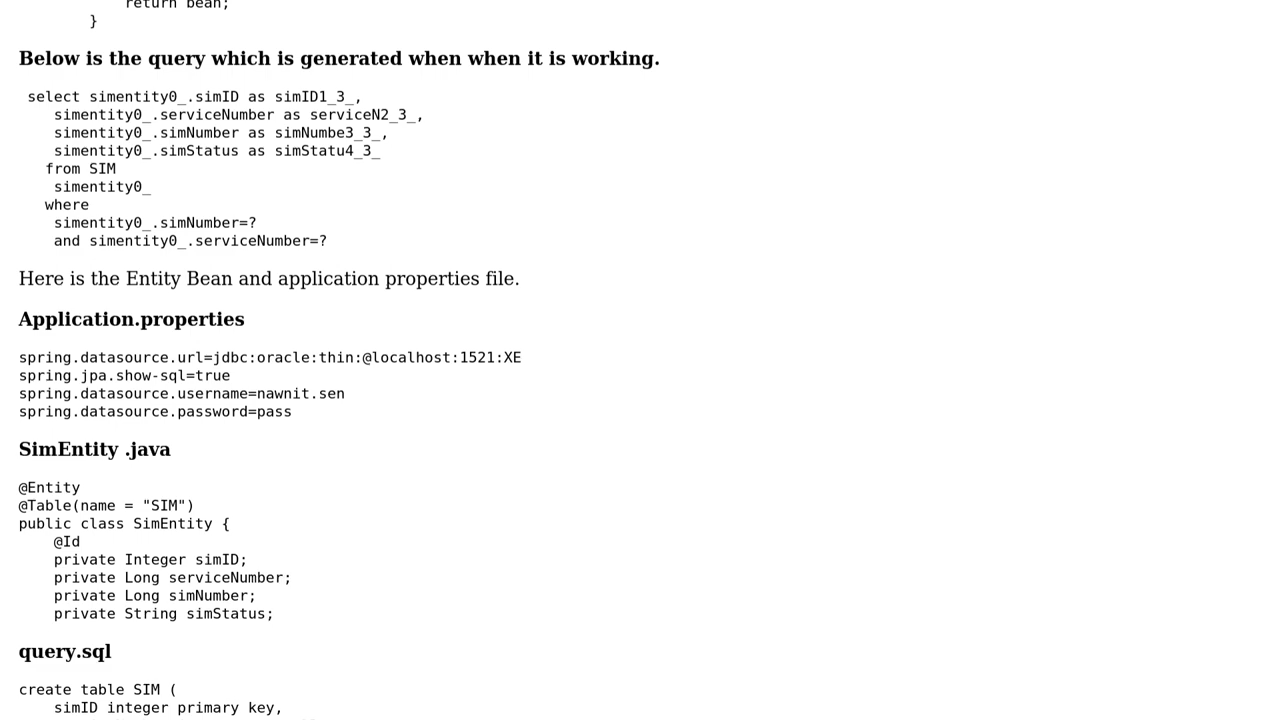 return bean;
}
Below is the query which is generated when when it is working.
select simentity0_.simID as simID1_3_,
simentity0_.serviceNumber as serviceN2_3_,
simentity0_.simNumber as simNumbe3_3_,
simentity0_.simStatus as simStatu4_3_
from SIM
simentity0_
where
simentity0_.simNumber=?
and simentity0_.serviceNumber=?
Here is the Entity Bean and application properties file.
Application.properties
spring.datasource.url=jdbc:oracle:thin:@localhost:1521:XE
spring.jpa.show-sql=true
spring.datasource.username=nawnit.sen
spring.datasource.password=pass
SimEntity .java
@Entity
@Table(name = "SIM")
public class SimEntity {
@Id
private Integer simID;
private Long serviceNumber;
private Long simNumber;
private String simStatus;
query.sql
create table SIM (
simID integer primary key,